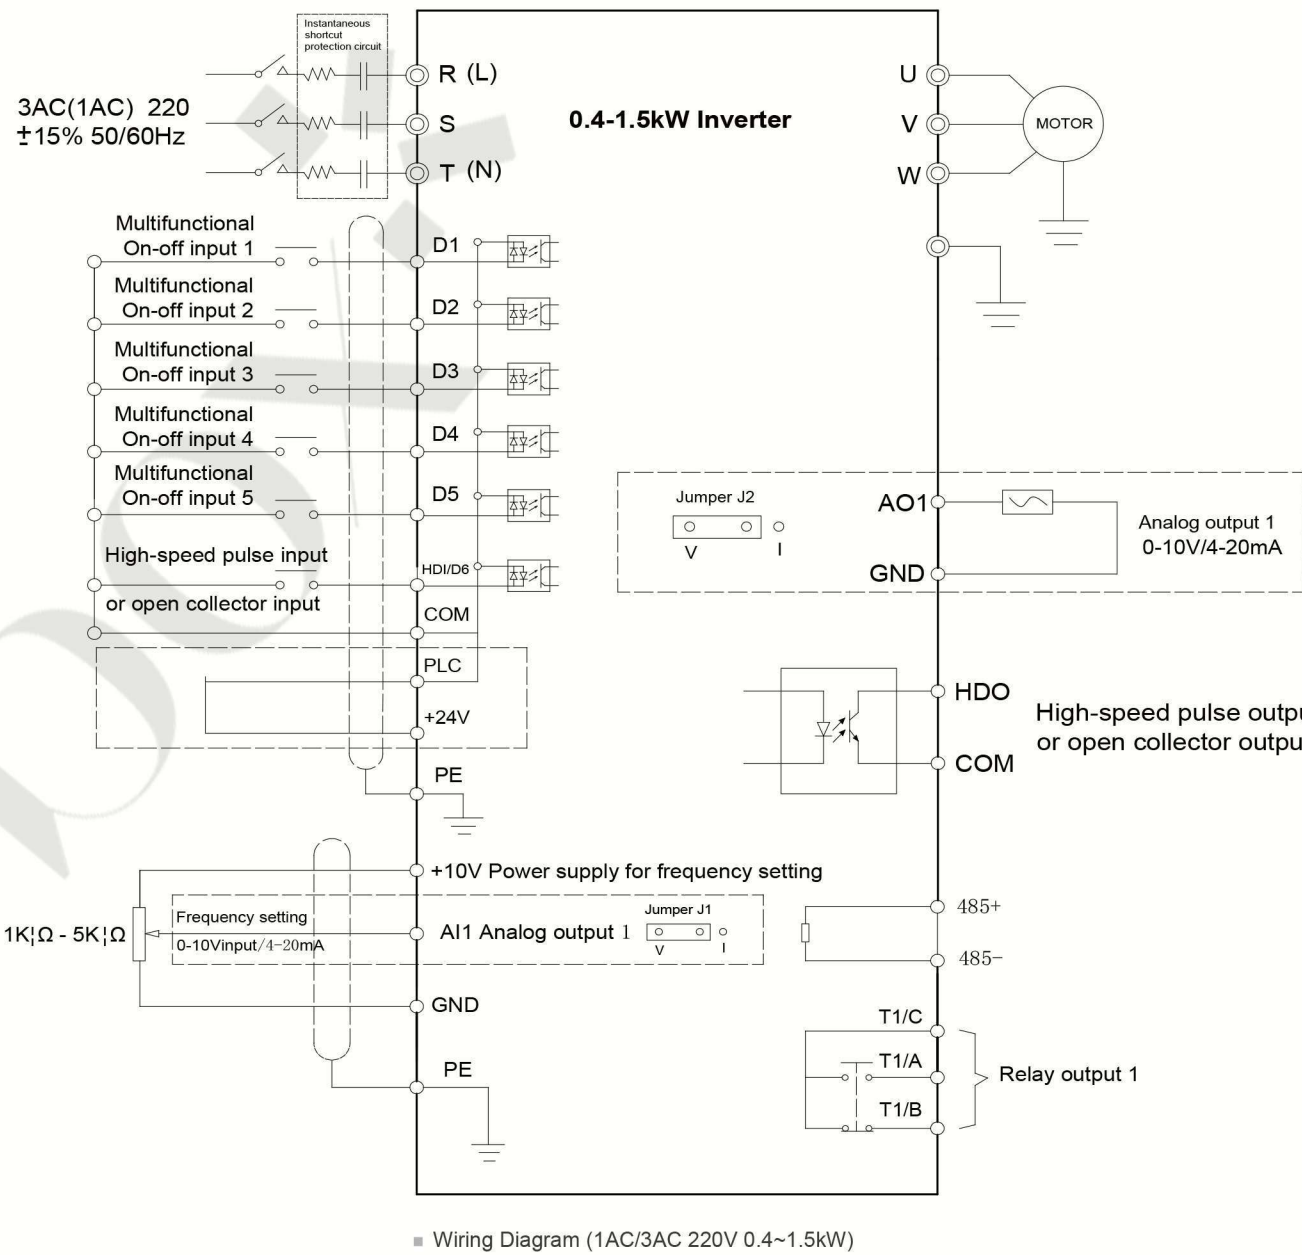 Instantaneous
shortcut
protection circuit
3AC(1AC) 220
±15% 50/60Hz
R (L)
S
T (N)
0.4-1.5kW Inverter
U
V
W
MOTOR
Multifunctional
On-off input 1
D1
Multifunctional
On-off input 2
D2
Multifunctional
On-off input 3
D3
Multifunctional
On-off input 4
D4
Multifunctional
On-off input 5
D5
High-speed pulse input
or open collector input
HDI/D6
COM
PLC
+24V
PE
Jumper J2
V I
AO1
GND
Analog output 1
0-10V/4-20mA
HDO
COM
High-speed pulse outpu
or open collector outpu
+10V Power supply for frequency setting
1K¦Ω - 5K¦Ω
Frequency setting
0-10Vinput/4-20mA
AI1 Analog output 1
Jumper J1
V I
GND
PE
485+
485-
T1/C
T1/A
T1/B
Relay output 1
Wiring Diagram (1AC/3AC 220V 0.4~1.5kW)